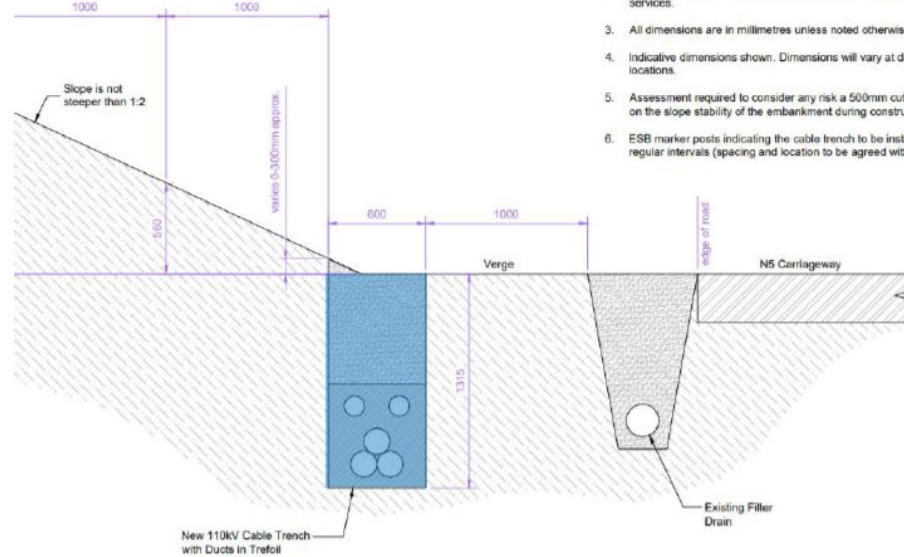 services.
3. All dimensions are in millimetres unless noted otherwis
4. Indicative dimensions shown. Dimensions will vary at d
locations.
5. Assessment required to consider any risk a 500mm cut
on the slope stability of the embankment during constru
6. ESB marker posts indicating the cable trench to be inst
regular intervals (spacing and location to be agreed wit
1000
1000
Slope is not
steeper than 1:2
varies 0-300mm approx.
560
600
1000
edge of road
Verge
N5 Carriageway
1315
New 110kV Cable Trench
with Ducts in Trefoil
Existing Filter
Drain